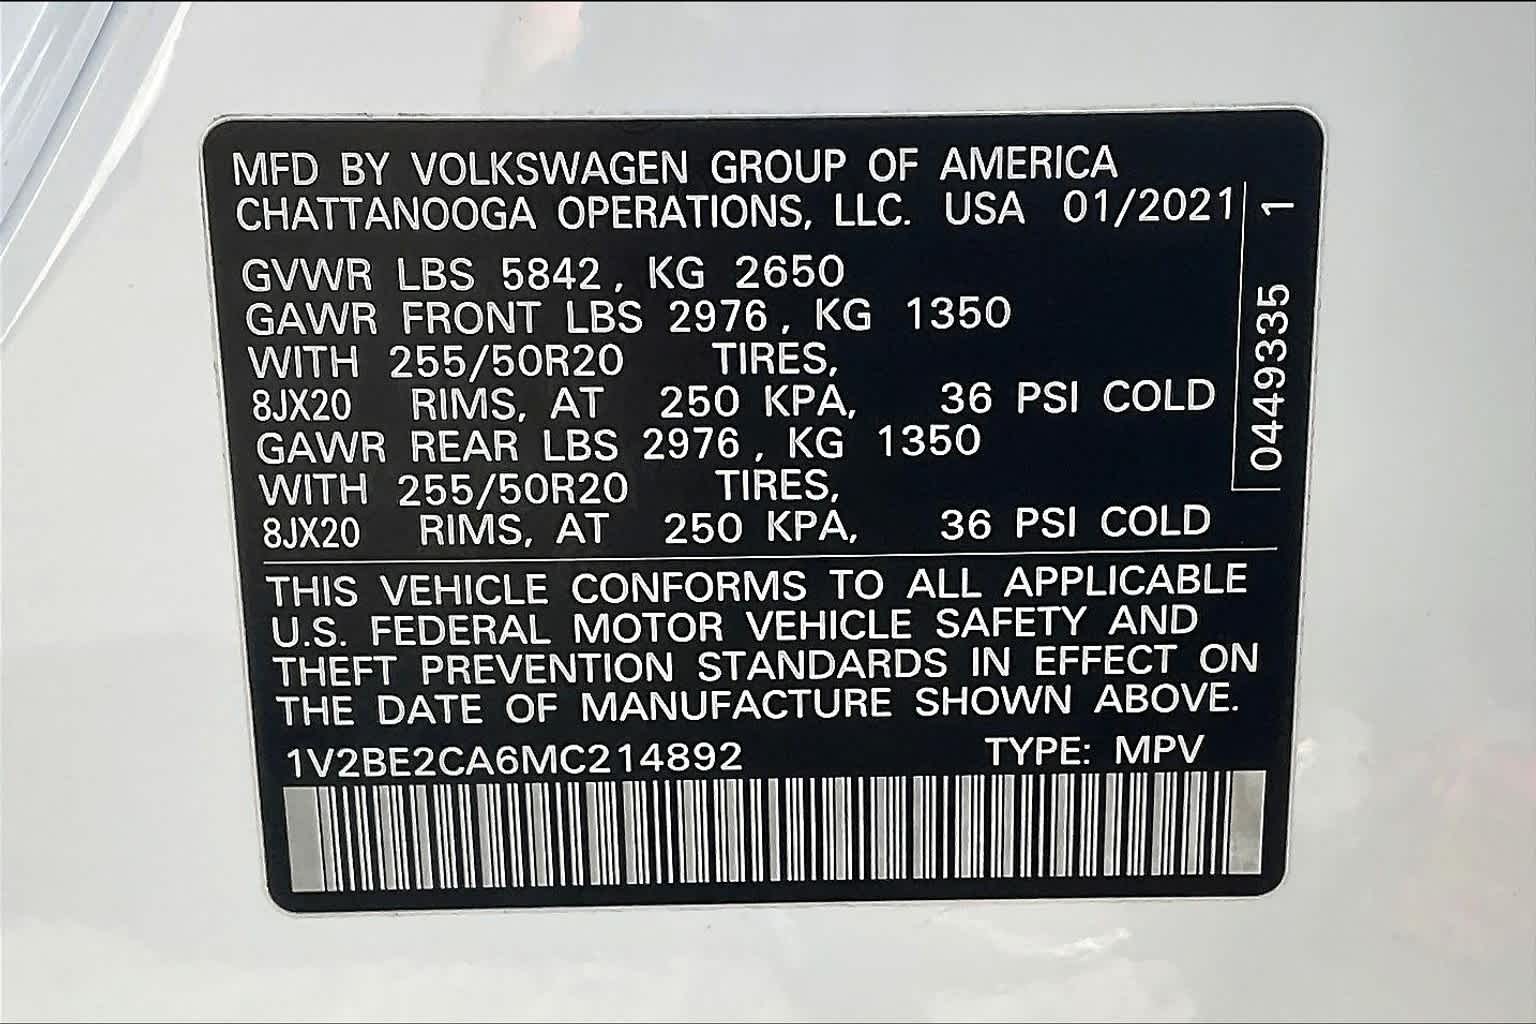 MFD BY VOLKSWAGEN GROUP OF AMERICA
CHATTANOOGA OPERATIONS, LLC. USA 01/2021
GVWR LBS 5842, KG 2650
GAWR FRONT LBS 2976, KG 1350
WITH 255/50R20 TIRES,
8JX20 RIMS, AT 250 KPA, 36 PSI COLD
GAWR REAR LBS 2976, KG 1350
WITH 255/50R20 TIRES,
8JX20 RIMS, AT 250 KPA, 36 PSI COLD
0449335 1
THIS VEHICLE CONFORMS TO ALL APPLICABLE
U.S. FEDERAL MOTOR VEHICLE SAFETY AND
THEFT PREVENTION STANDARDS IN EFFECT ON
THE DATE OF MANUFACTURE SHOWN ABOVE.
1V2BE2CA6MC214892 TYPE: MPV